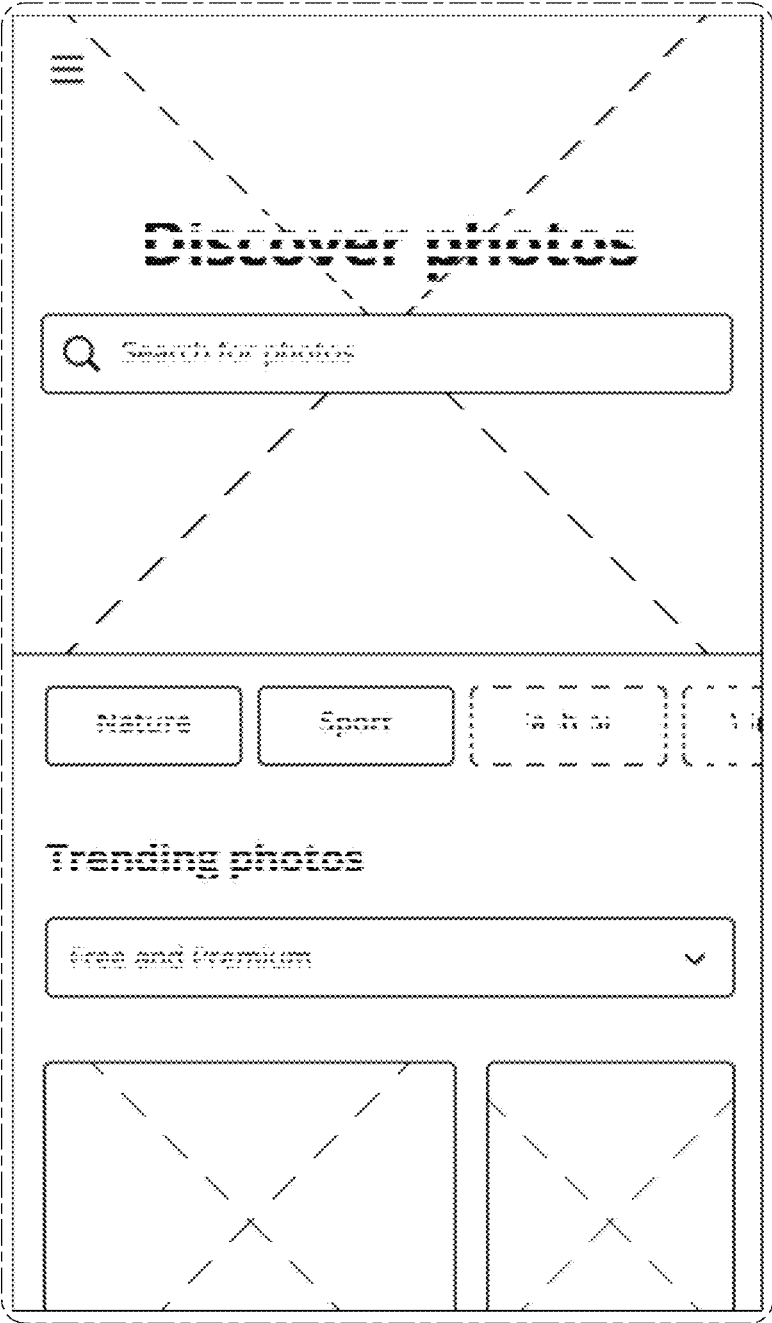 Discover photos
Search for photos
Nature
Sport
Trending photos
Free and Premium